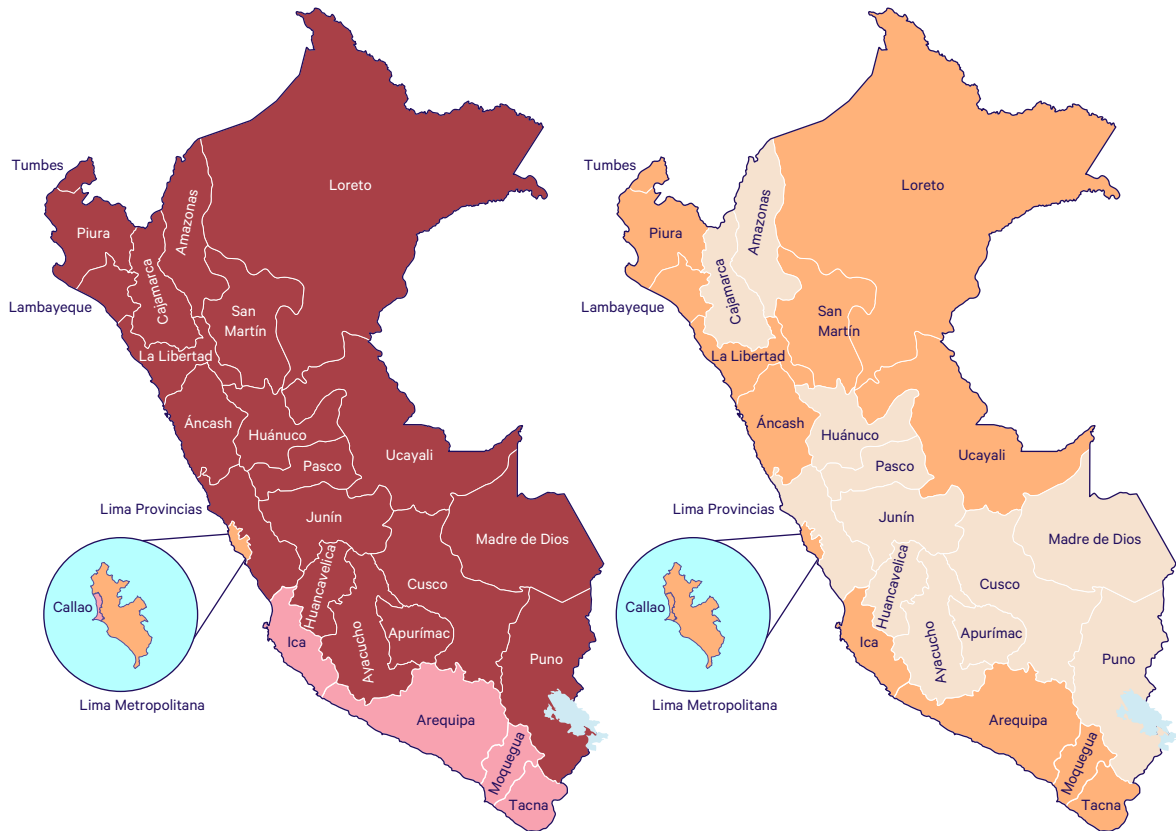 Tumbes
Loreto
Amazonas
Piura
Cajamarca
Lambayeque
San
Martín
La Libertad
Áncash
Huánuco
Ucayali
Pasco
Lima Provincias
Junín
Madre de Dios
Huancavelica
Cusco
Callao
Apurímac
Ica
Ayacucho
Puno
Lima Metropolitana
Arequipa
Moquegua
Tacna
Tumbes
Loreto
Amazonas
Piura
Cajamarca
Lambayeque
San
Martín
La Libertad
Áncash
Huánuco
Ucayali
Pasco
Lima Provincias
Junín
Madre de Dios
Huancavelica
Cusco
Callao
Apurímac
Ica
Ayacucho
Puno
Lima Metropolitana
Arequipa
Moquegua
Tacna